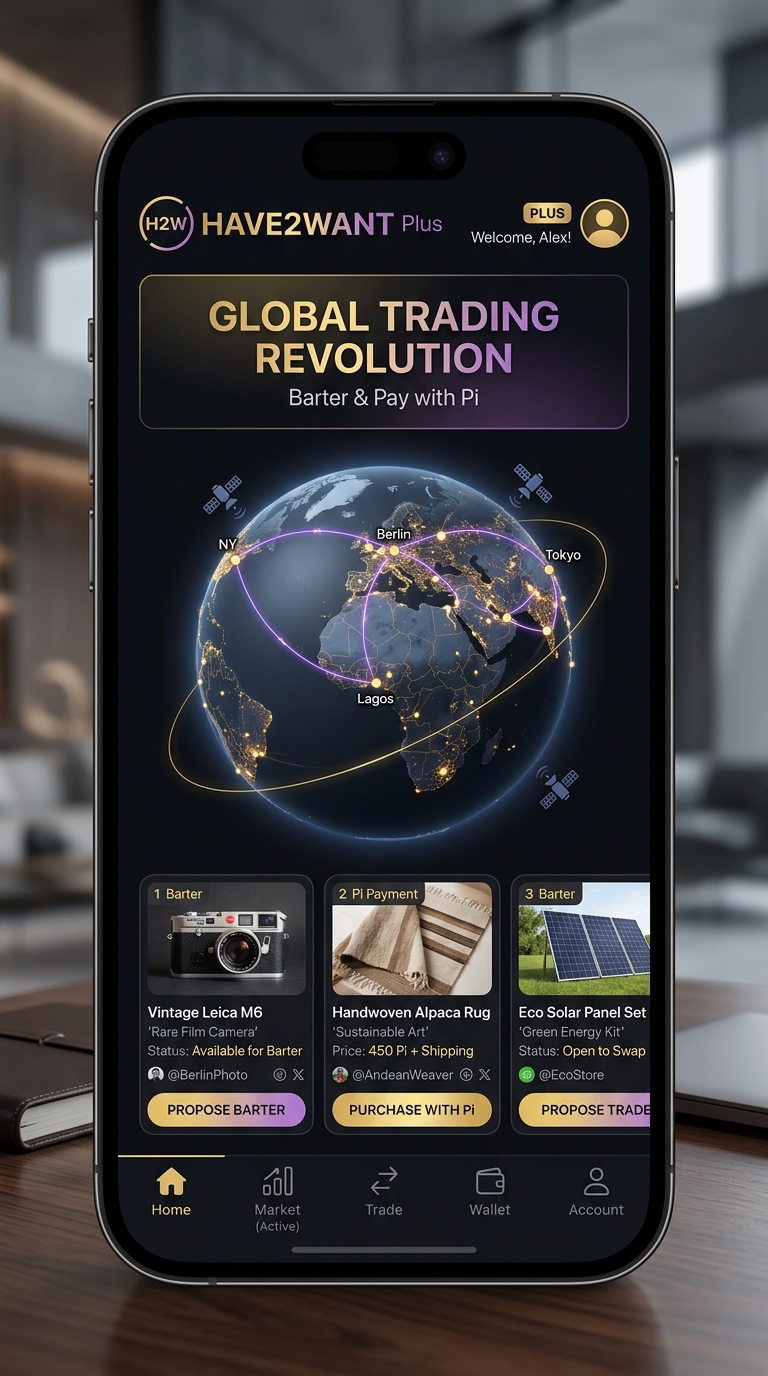 H2W HAVE2WANT Plus
PLUS
Welcome, Alex!
GLOBAL TRADING
REVOLUTION
Barter & Pay with Pi
NY
Berlin
Tokyo
Lagos
1 Barter
Vintage Leica M6
'Rare Film Camera'
Status: Available for Barter
@BerlinPhoto
PROPOSE BARTER
2 Pi Payment
Handwoven Alpaca Rug
'Sustainable Art'
Price: 450 Pi + Shipping
@AndeanWeaver
PURCHASE WITH Pi
3 Barter
Eco Solar Panel Set
'Green Energy Kit'
Status: Open to Swap
@EcoStore
PROPOSE TRADE
Home
Market
(Active)
Trade
Wallet
Account